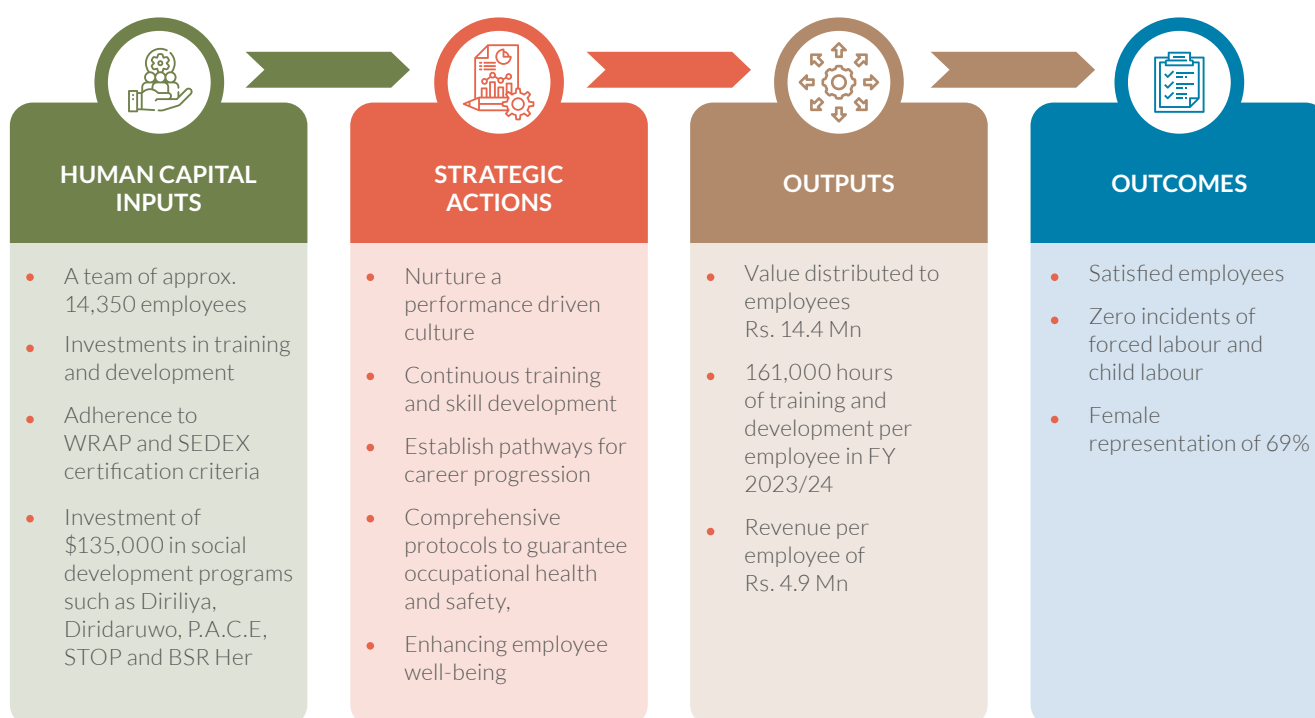 HUMAN CAPITAL
INPUTS
A team of approx.
14,350 employees
Investments in training
and development
Adherence to
WRAP and SEDEX
certification criteria
Investment of
$135,000 in social
development programs
such as Diriliya,
Diridaruwo, P.A.C.E,
STOP and BSR Her
STRATEGIC
ACTIONS
Nurture a
performance driven
culture
Continuous training
and skill development
Establish pathways for
career progression
Comprehensive
protocols to guarantee
occupational health
and safety,
Enhancing employee
well-being
OUTPUTS
Value distributed to
employees
Rs. 14.4 Mn
161,000 hours
of training and
development per
employee in FY
2023/24
Revenue per
employee of
Rs. 4.9 Mn
OUTCOMES
Satisfied employees
Zero incidents of
forced labour and
child labour
Female
representation of 69%